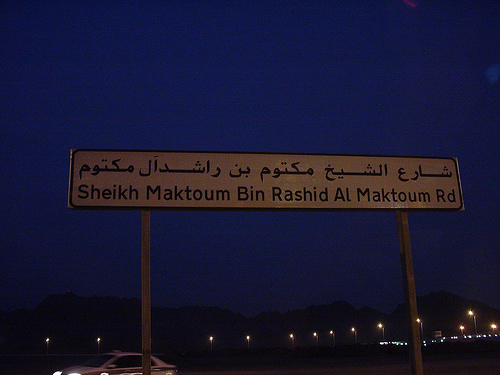 شارع الشيخ مكتوم بن راشد آل مكتوم
Sheikh Maktoum Bin Rashid Al Maktoum Rd